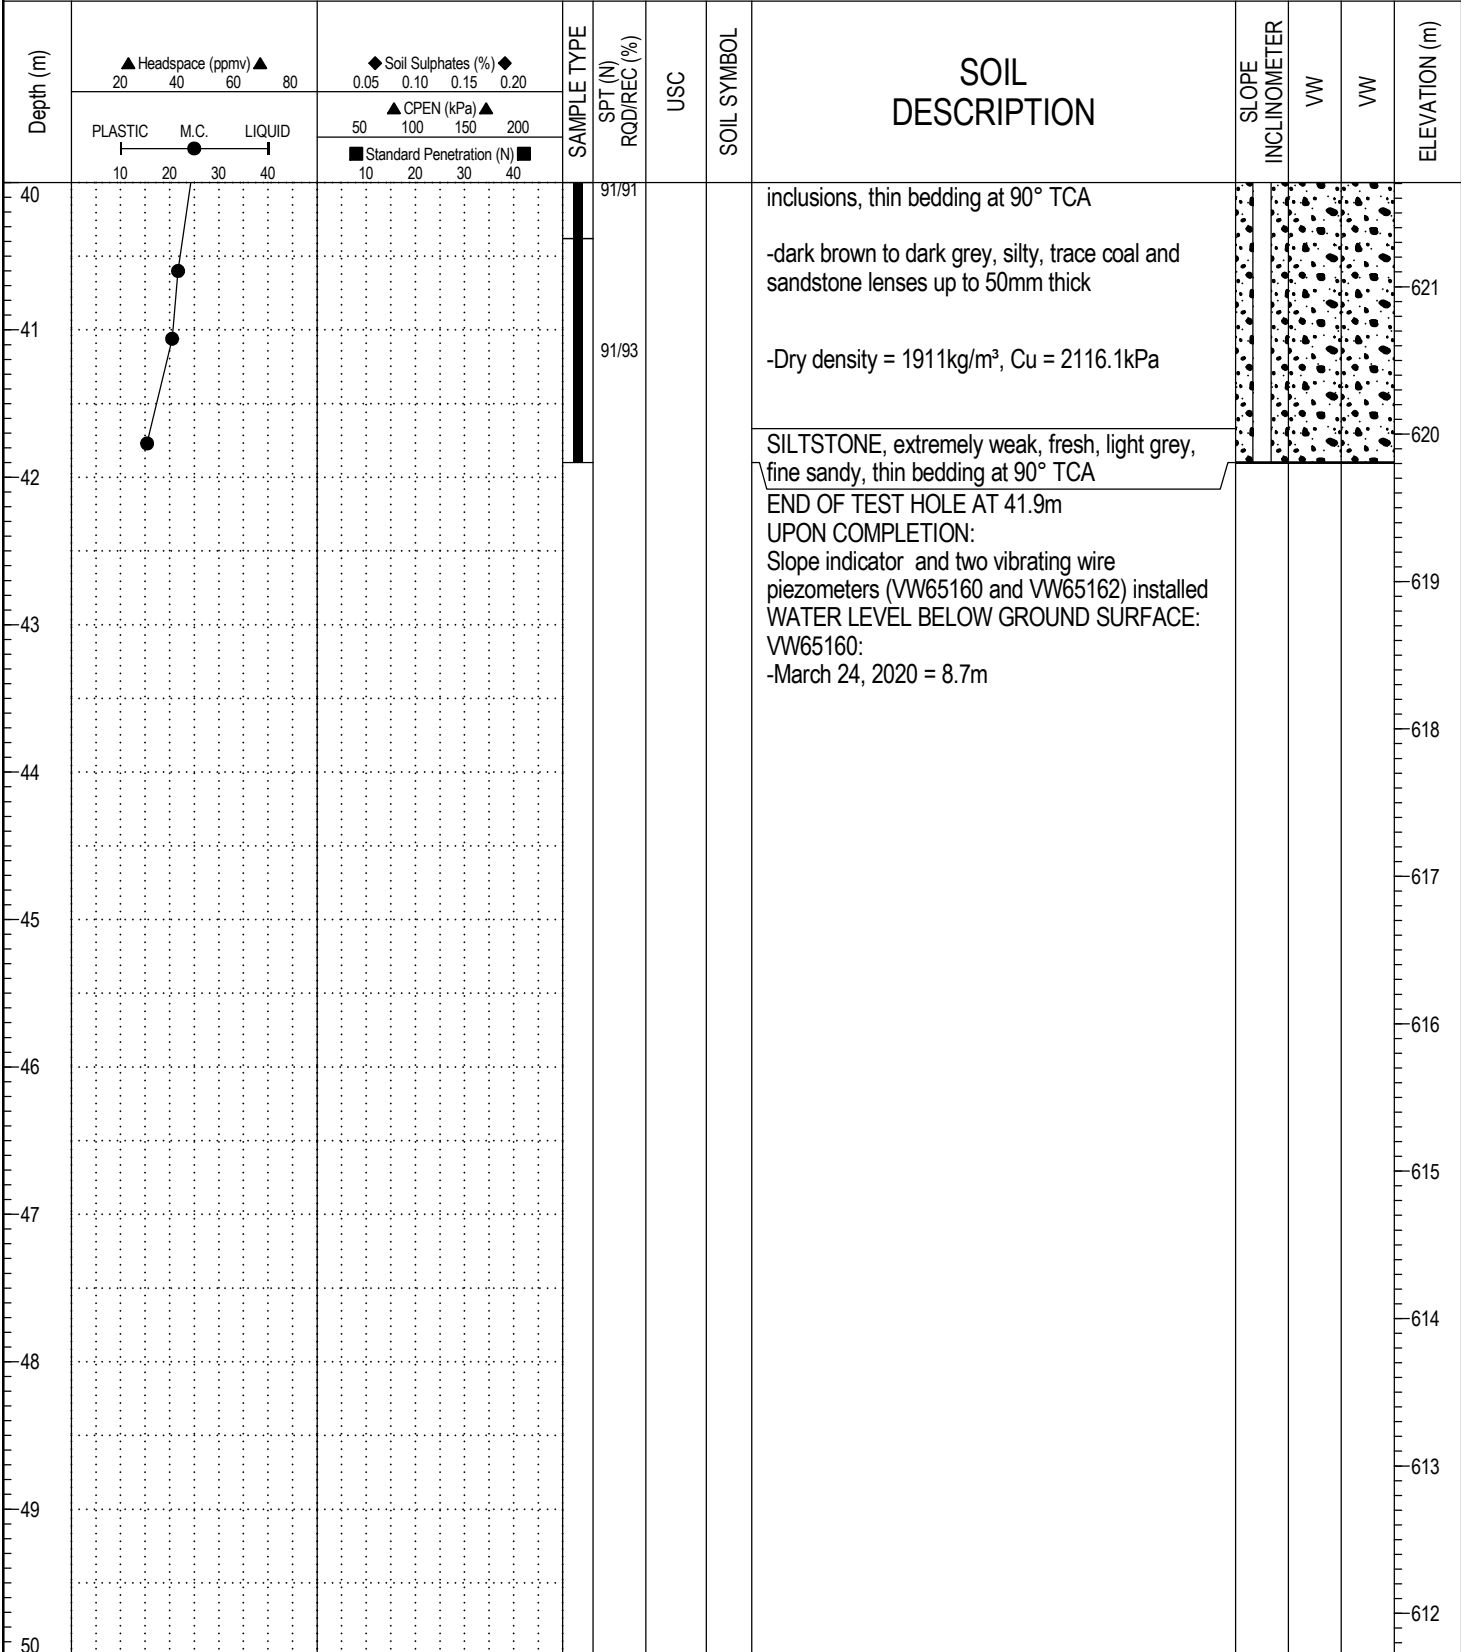 Depth (m)
▲ Headspace (ppmv) ▲
20 40 60 80
PLASTIC M.C. LIQUID
10 20 30 40
◆ Soil Sulphates (%) ◆
0.05 0.10 0.15 0.20
▲ CPEN (kPa) ▲
50 100 150 200
■ Standard Penetration (N) ■
10 20 30 40
SAMPLE TYPE
SPT (N)
RQD/REC (%)
USC
SOIL SYMBOL
SOIL
DESCRIPTION
SLOPE
INCLINOMETER
VW
VW
ELEVATION (m)
40
41
42
43
44
45
46
47
48
49
50
91/91
91/93
inclusions, thin bedding at 90° TCA
-dark brown to dark grey, silty, trace coal and
sandstone lenses up to 50mm thick
-Dry density = 1911kg/m³, Cu = 2116.1kPa
SILTSTONE, extremely weak, fresh, light grey,
fine sandy, thin bedding at 90° TCA
END OF TEST HOLE AT 41.9m
UPON COMPLETION:
Slope indicator and two vibrating wire
piezometers (VW65160 and VW65162) installed
WATER LEVEL BELOW GROUND SURFACE:
VW65160:
-March 24, 2020 = 8.7m
621
620
619
618
617
616
615
614
613
612